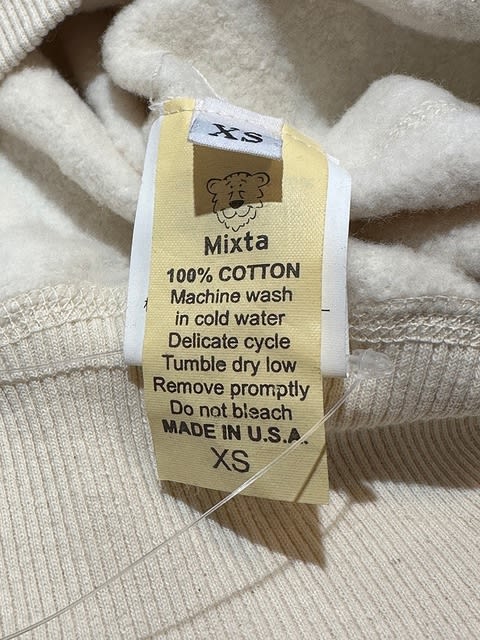 XS
Mixta
100% COTTON
Machine wash
in cold water
Delicate cycle
Tumble dry low
Remove promptly
Do not bleach
MADE IN U.S.A.
XS